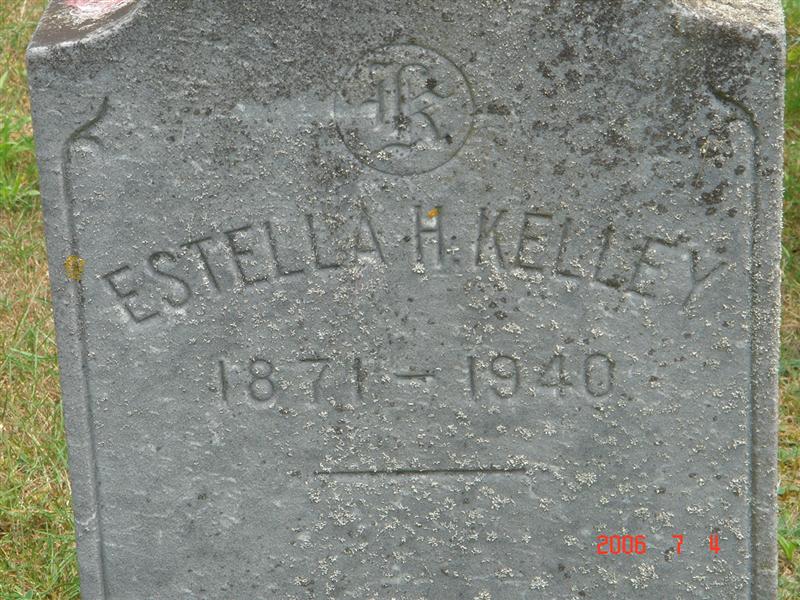 K
ESTELLA H. KELLEY
1871 - 1940
2006 7 4